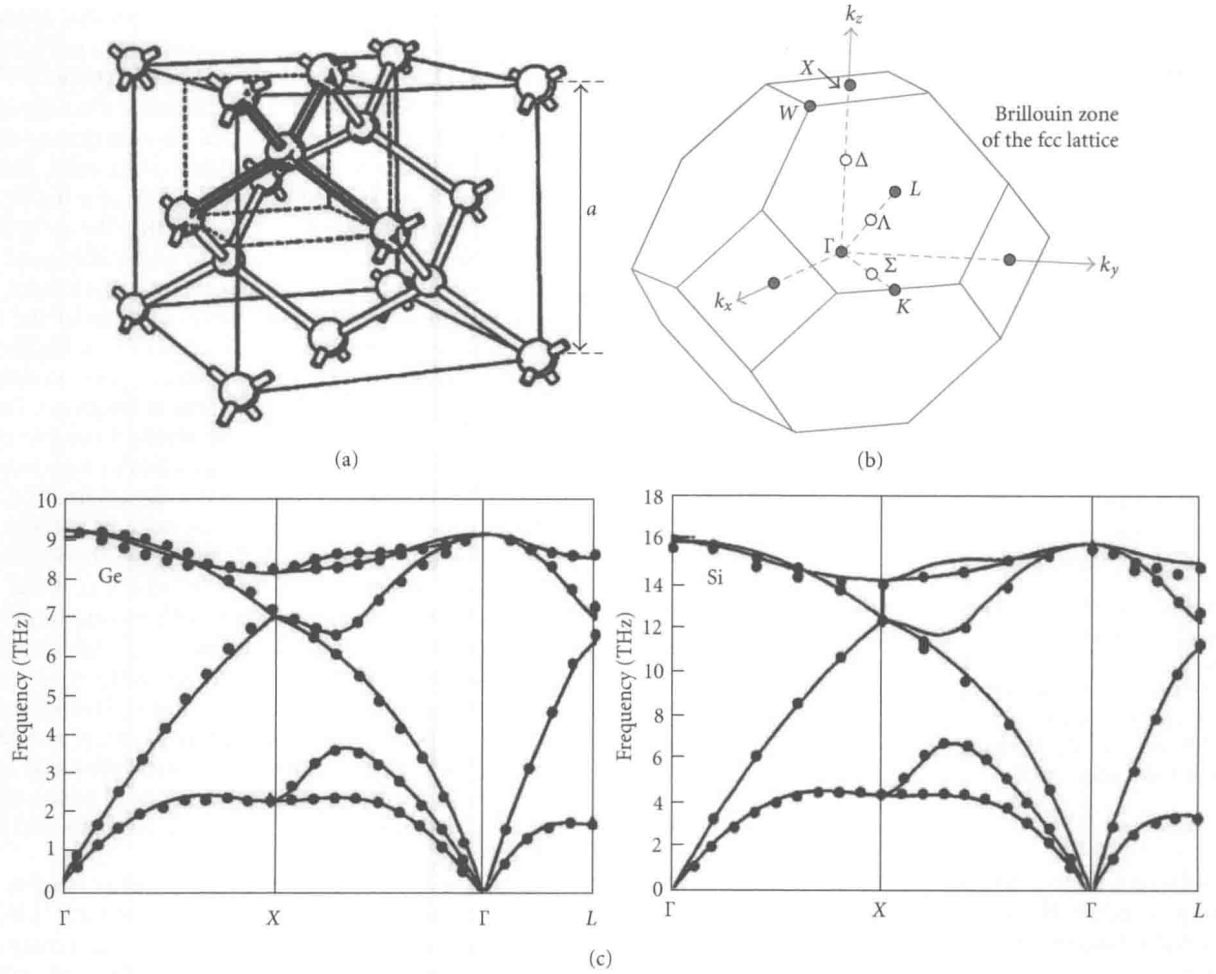 k_z
X
W
Brillouin zone
of the fcc lattice
Δ
L
a
Λ
Γ
Σ
k_y
k_x
K
(a)
(b)
Frequency (THz)
10
9
8
7
6
5
4
3
2
1
0
Ge
Γ
X
Γ
L
Frequency (THz)
18
16
14
12
10
8
6
4
2
0
Si
Γ
X
Γ
L
(c)